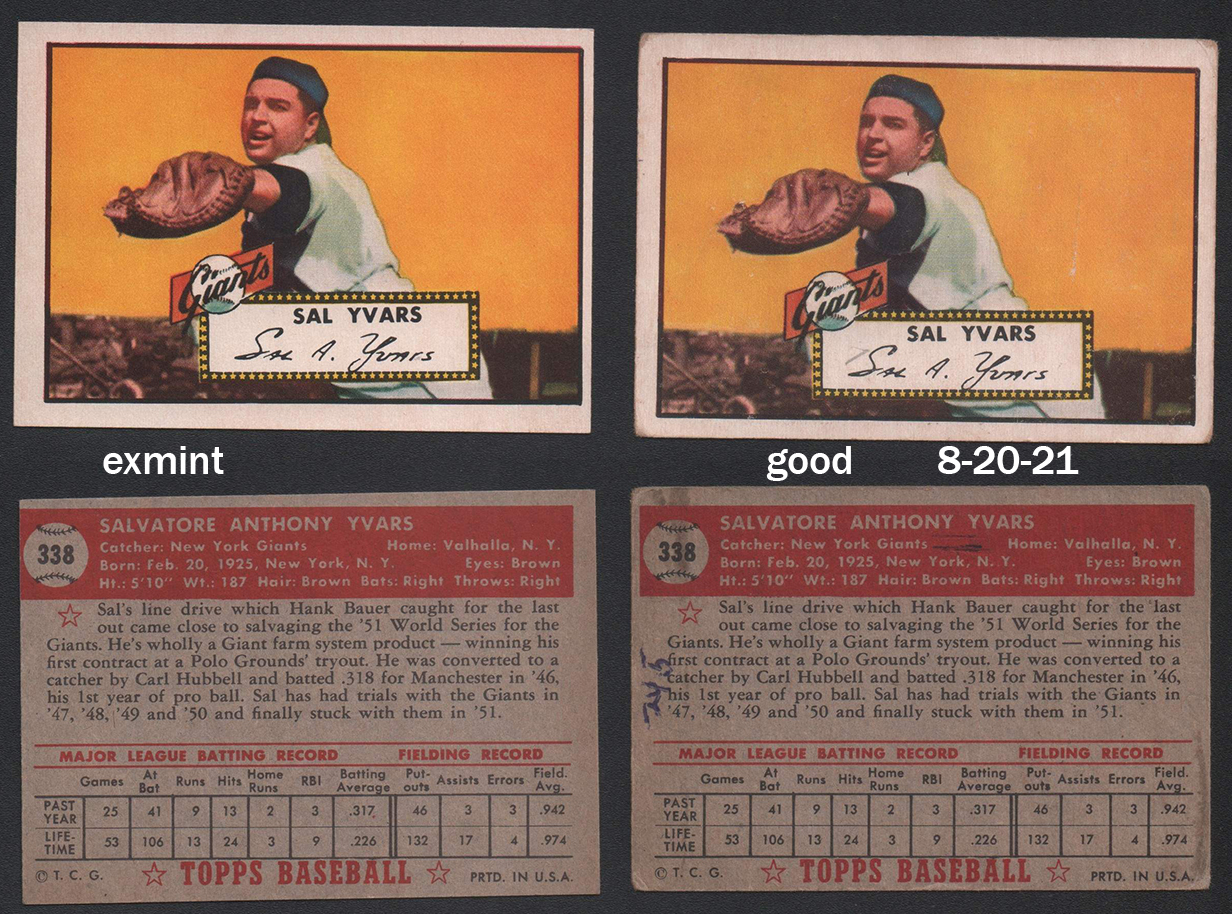 Giants
SAL YVARS
Sal A. Yvars
Giants
SAL YVARS
Sal A. Yvars
exmint
good 8-20-21
338
SALVATORE ANTHONY YVARS
Catcher: New York Giants Home: Valhalla, N. Y.
Born: Feb. 20, 1925, New York, N. Y. Eyes: Brown
Ht.: 5'10" Wt.: 187 Hair: Brown Bats: Right Throws: Right
Sal's line drive which Hank Bauer caught for the last
out came close to salvaging the '51 World Series for the
Giants. He's wholly a Giant farm system product — winning his
first contract at a Polo Grounds' tryout. He was converted to a
catcher by Carl Hubbell and batted .318 for Manchester in '46,
his 1st year of pro ball. Sal has had trials with the Giants in
'47, '48, '49 and '50 and finally stuck with them in '51.
MAJOR LEAGUE BATTING RECORD FIELDING RECORD
Games At Bat Runs Hits Home Runs RBI Batting Average Put-outs Assists Errors Field. Avg.
PAST YEAR 25 41 9 13 2 3 .317 46 3 3 .942
LIFE-TIME 53 106 13 24 3 9 .226 132 17 4 .974
© T. C. G. TOPPS BASEBALL PRTD. IN U.S.A.
338
SALVATORE ANTHONY YVARS
Catcher: New York Giants Home: Valhalla, N. Y.
Born: Feb. 20, 1925, New York, N. Y. Eyes: Brown
Ht.: 5'10" Wt.: 187 Hair: Brown Bats: Right Throws: Right
Sal's line drive which Hank Bauer caught for the last
out came close to salvaging the '51 World Series for the
Giants. He's wholly a Giant farm system product — winning his
first contract at a Polo Grounds' tryout. He was converted to a
catcher by Carl Hubbell and batted .318 for Manchester in '46,
his 1st year of pro ball. Sal has had trials with the Giants in
'47, '48, '49 and '50 and finally stuck with them in '51.
MAJOR LEAGUE BATTING RECORD FIELDING RECORD
Games At Bat Runs Hits Home Runs RBI Batting Average Put-outs Assists Errors Field. Avg.
PAST YEAR 25 41 9 13 2 3 .317 46 3 3 .942
LIFE-TIME 53 106 13 24 3 9 .226 132 17 4 .974
© T. C. G. TOPPS BASEBALL PRTD. IN U.S.A.